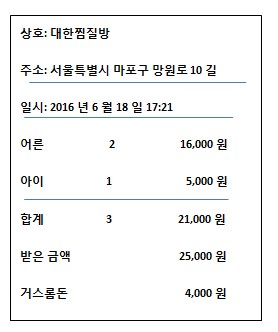 상호: 대한찜질방
주소: 서울특별시 마포구 망원로 10 길
일시: 2016 년 6 월 18 일 17:21
어른 2 16,000 원
아이 1 5,000 원
합계 3 21,000 원
받은 금액 25,000 원
거스롬돈 4,000 원